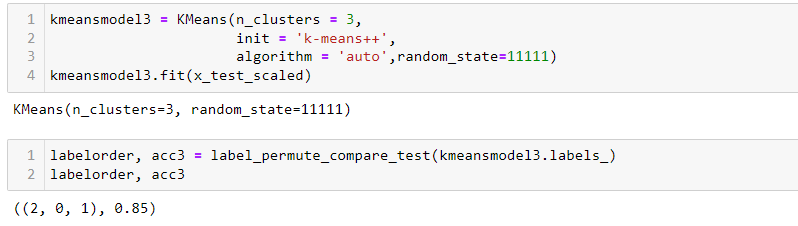 1 kmeansmodel3 = KMeans(n_clusters = 3,
2 init = 'k-means++',
3 algorithm = 'auto',random_state=11111)
4 kmeansmodel3.fit(x_test_scaled)
KMeans(n_clusters=3, random_state=11111)
1 labelorder, acc3 = label_permute_compare_test(kmeansmodel3.labels_)
2 labelorder, acc3
((2, 0, 1), 0.85)